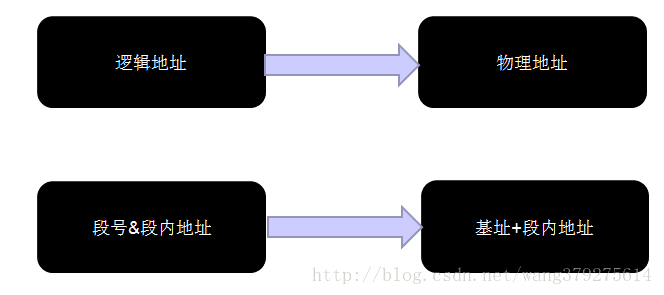 逻辑地址
物理地址
段号&段内地址
基址+段内地址
http://blog.csdn.net/wang379275614